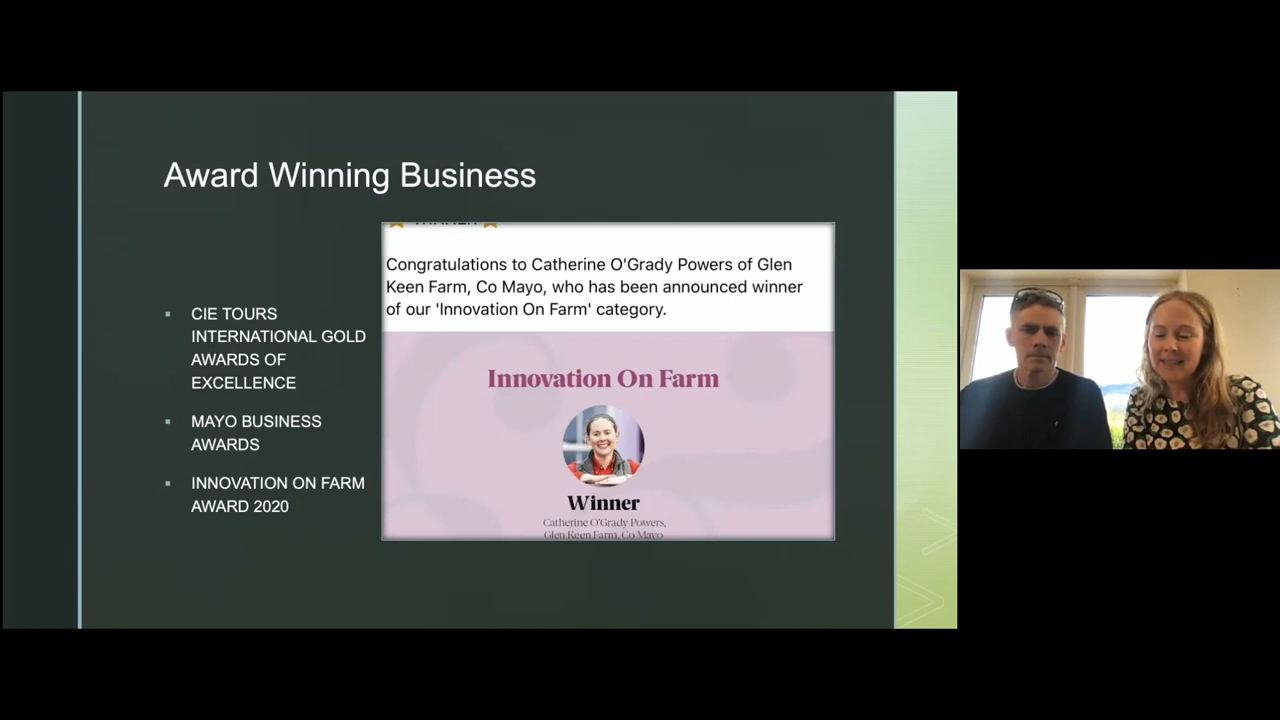 Award Winning Business
CIE TOURS
INTERNATIONAL GOLD
AWARDS OF
EXCELLENCE
MAYO BUSINESS
AWARDS
INNOVATION ON FARM
AWARD 2020
Congratulations to Catherine O'Grady Powers of Glen
Keen Farm, Co Mayo, who has been announced winner
of our 'Innovation On Farm' category.
Innovation On Farm
Winner
Catherine O'Grady Powers,
Glen Keen Farm, Co Mayo